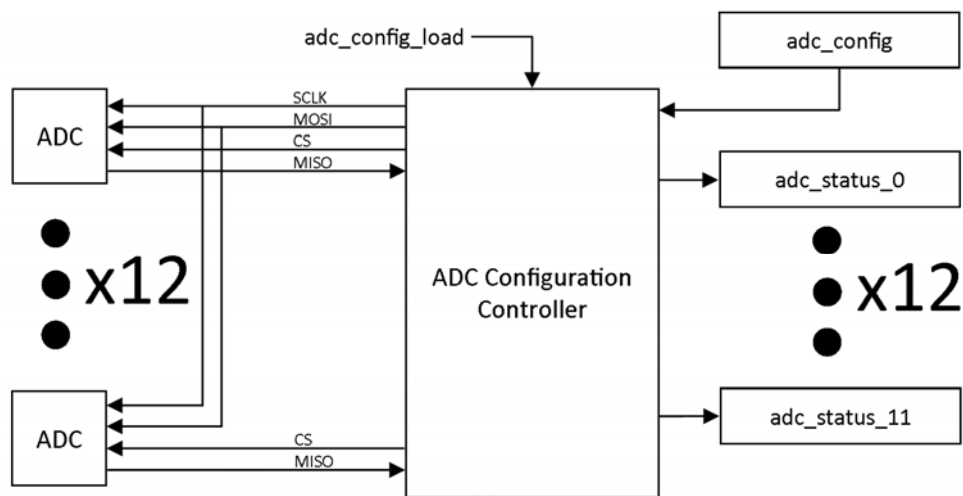 adc_config_load
adc_config
SCLK
MOSI
CS
MISO
ADC
adc_status_0
x12
ADC Configuration
Controller
x12
ADC
CS
MISO
adc_status_11